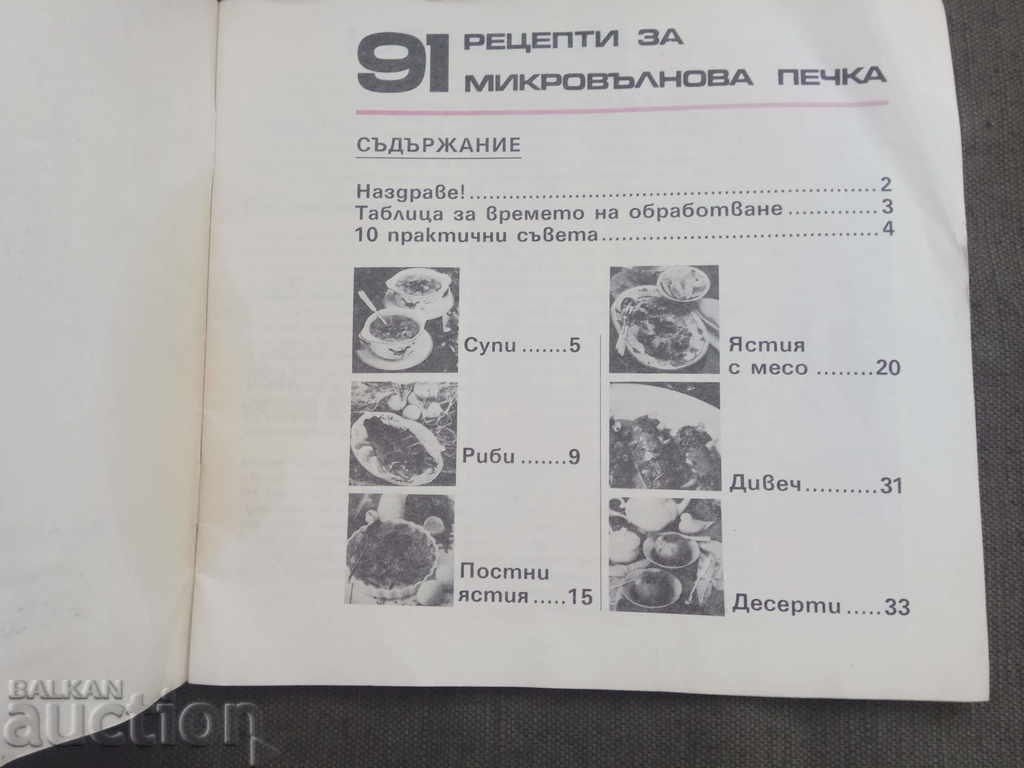 91 РЕЦЕПТИ ЗА
МИКРОВЪЛНОВА ПЕЧКА
СЪДЪРЖАНИЕ
Наздраве!.......................................................2
Таблица за времето на обработване .............3
10 практични съвета.......................................4
Супи .......5
Риби .......9
Постни
ястия.....15
Ястия
с месо ........20
Дивеч..........31
Десерти .....33
BALKAN
auction